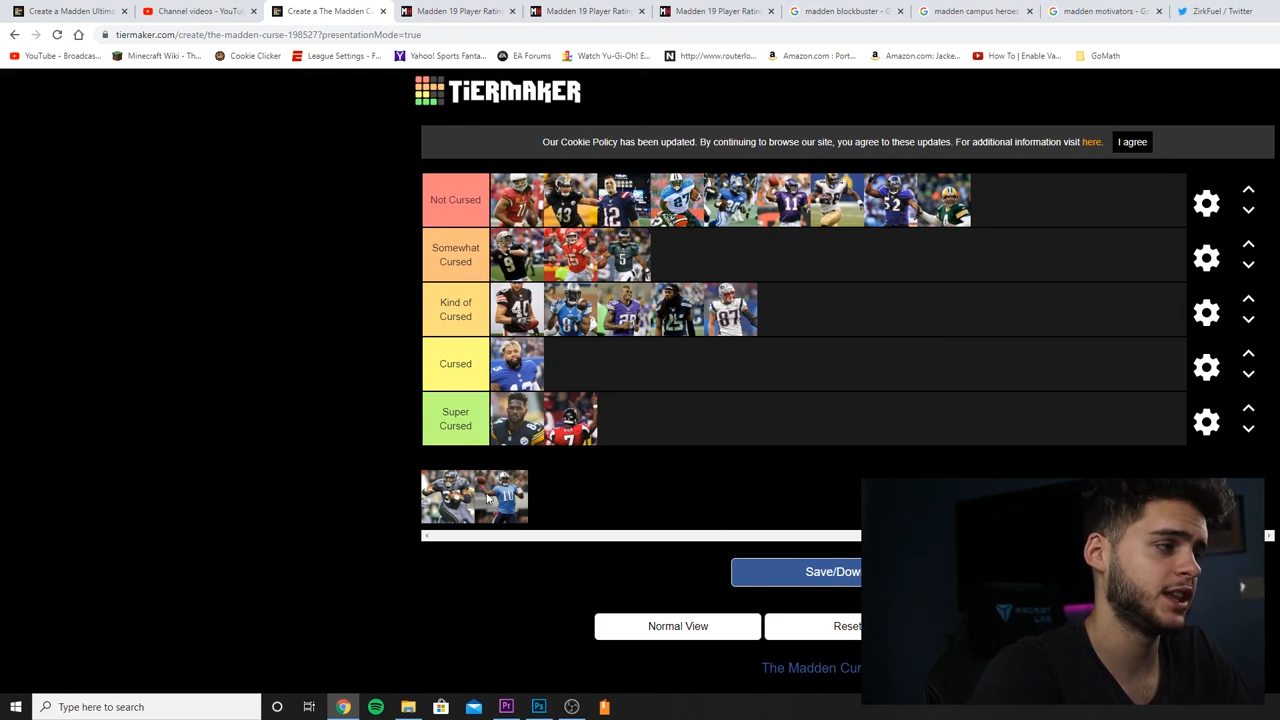 Create a Madden Ultima
Channel videos - YouTu
Create a The Madden Cu
Madden 19 Player Ratin
Madden 19 Player Ratin
Madden 19 Player Ratin
madden blockbuster - G
madden campus heroes
madden motivators - Go
ZirkFuel / Twitter
tiermaker.com/create/the-madden-curse-198527?presentationMode=true
YouTube - Broadcas...
Minecraft Wiki - Th...
Cookie Clicker
League Settings - F...
Yahoo! Sports Fanta...
EA Forums
Watch Yu-Gi-Oh! E...
http://www.routerlo...
Amazon.com : Port...
Amazon.com: Jacke...
How To | Enable Va...
GoMath
TIERMAKER
Our Cookie Policy has been updated. By continuing to browse our site, you agree to these updates. For additional information visit here.
I agree
Not Cursed
Somewhat
Cursed
Kind of
Cursed
Cursed
Super
Cursed
Save/Dow
Normal View
Reset
The Madden Cur
Type here to search